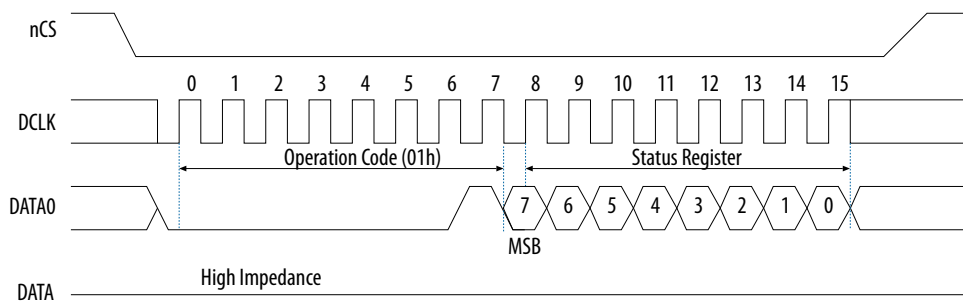 nCS
0 1 2 3 4 5 6 7 8 9 10 11 12 13 14 15
DCLK
Operation Code (01h) Status Register
DATA0 7 6 5 4 3 2 1 0
MSB
High Impedance
DATA